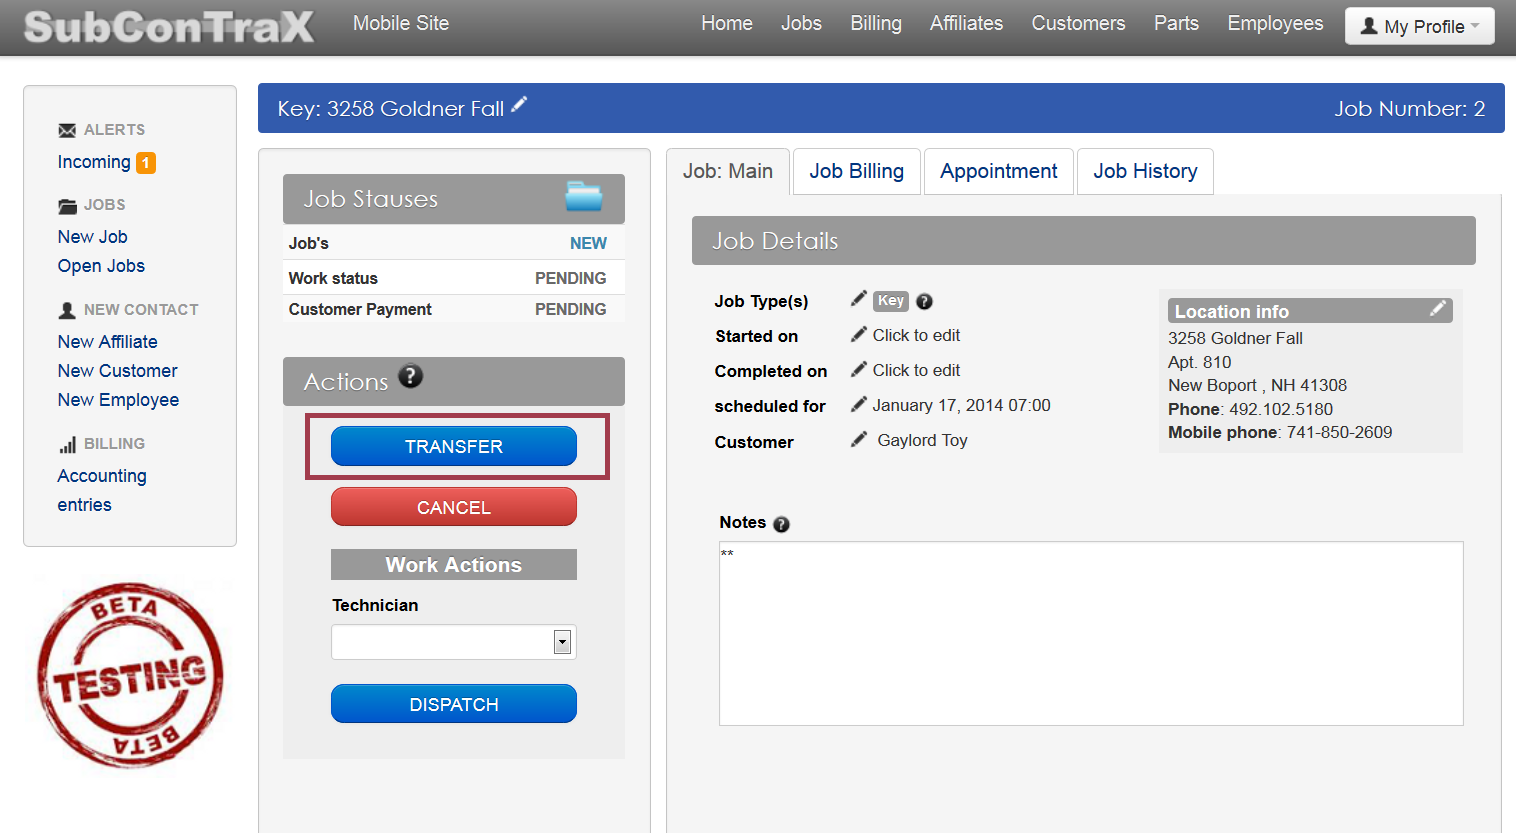 SubConTraX
Mobile Site
Home Jobs Billing Affiliates Customers Parts Employees My Profile
ALERTS
Incoming 1
JOBS
New Job
Open Jobs
NEW CONTACT
New Affiliate
New Customer
New Employee
BILLING
Accounting
entries
BETA
TESTING
BETA
Key: 3258 Goldner Fall
Job Number: 2
Job Stauses
Job's NEW
Work status PENDING
Customer Payment PENDING
Actions ?
TRANSFER
CANCEL
Work Actions
Technician
DISPATCH
Job: Main Job Billing Appointment Job History
Job Details
Job Type(s) Key ?
Started on Click to edit
Completed on Click to edit
scheduled for January 17, 2014 07:00
Customer Gaylord Toy
Location info
3258 Goldner Fall
Apt. 810
New Boport , NH 41308
Phone: 492.102.5180
Mobile phone: 741-850-2609
Notes ?
**